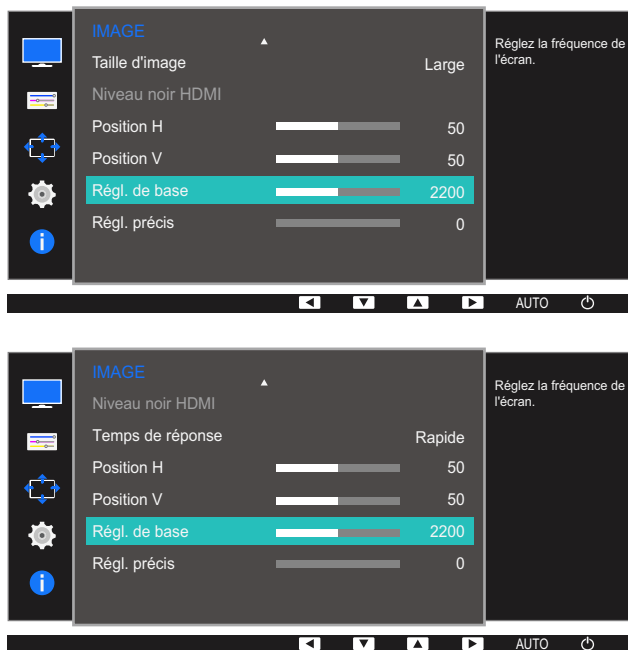 IMAGE
Taille d'image Large
Niveau noir HDMI
Position H 50
Position V 50
Régl. de base 2200
Régl. précis 0
Réglez la fréquence de
l'écran.
AUTO
IMAGE
Niveau noir HDMI
Temps de réponse Rapide
Position H 50
Position V 50
Régl. de base 2200
Régl. précis 0
Réglez la fréquence de
l'écran.
AUTO